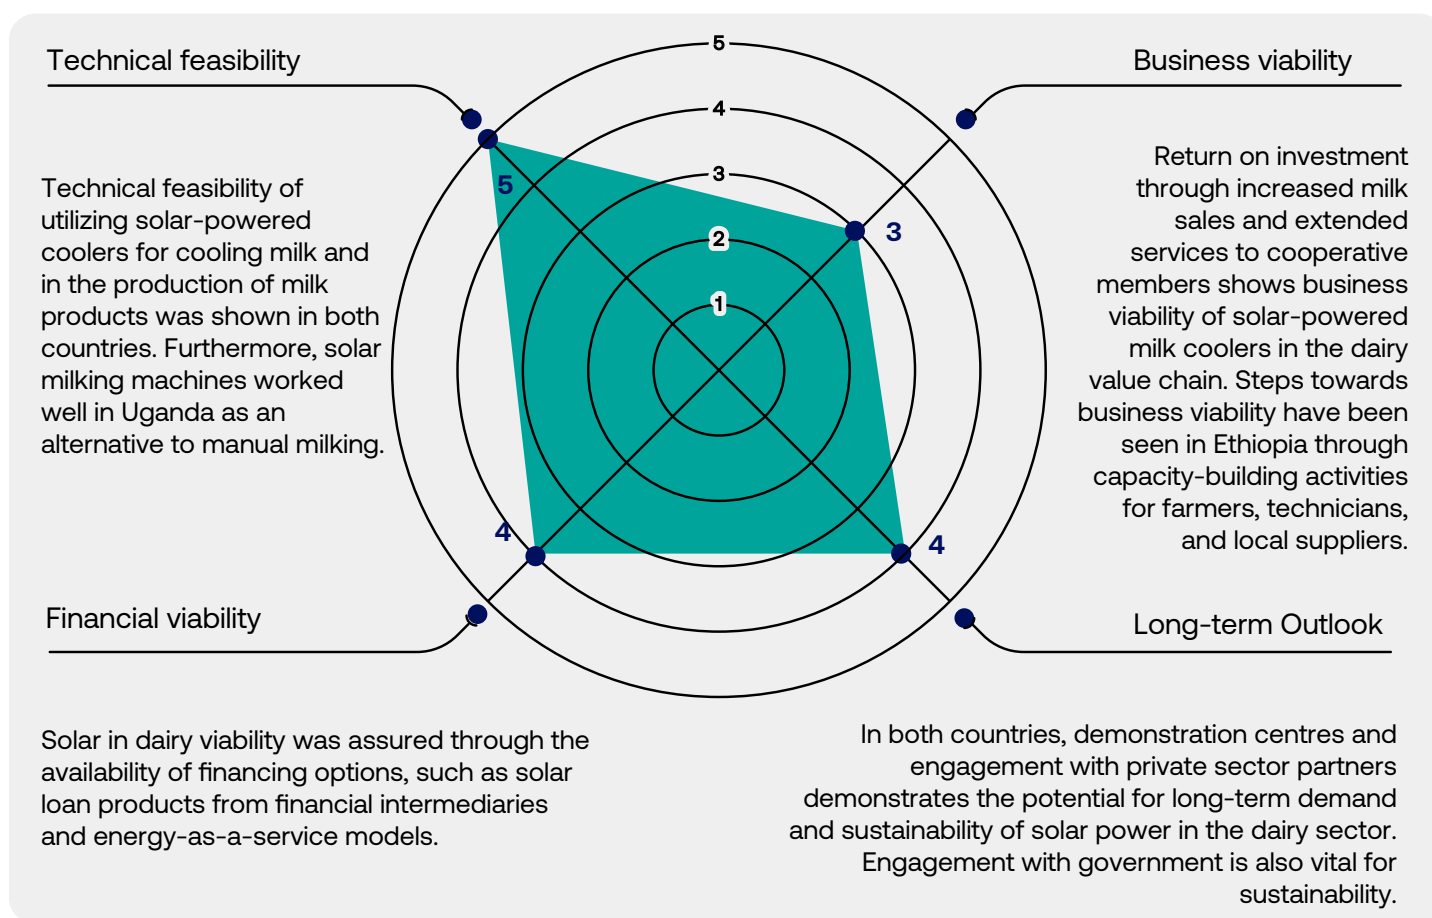 Technical feasibility
Technical feasibility of
utilizing solar-powered
coolers for cooling milk and
in the production of milk
products was shown in both
countries. Furthermore, solar
milking machines worked
well in Uganda as an
alternative to manual milking.
5
4
3
2
1
5
3
4
4
Business viability
Return on investment
through increased milk
sales and extended
services to cooperative
members shows business
viability of solar-powered
milk coolers in the dairy
value chain. Steps towards
business viability have been
seen in Ethiopia through
capacity-building activities
for farmers, technicians,
and local suppliers.
Financial viability
Solar in dairy viability was assured through the
availability of financing options, such as solar
loan products from financial intermediaries
and energy-as-a-service models.
Long-term Outlook
In both countries, demonstration centres and
engagement with private sector partners
demonstrates the potential for long-term demand
and sustainability of solar power in the dairy sector.
Engagement with government is also vital for
sustainability.